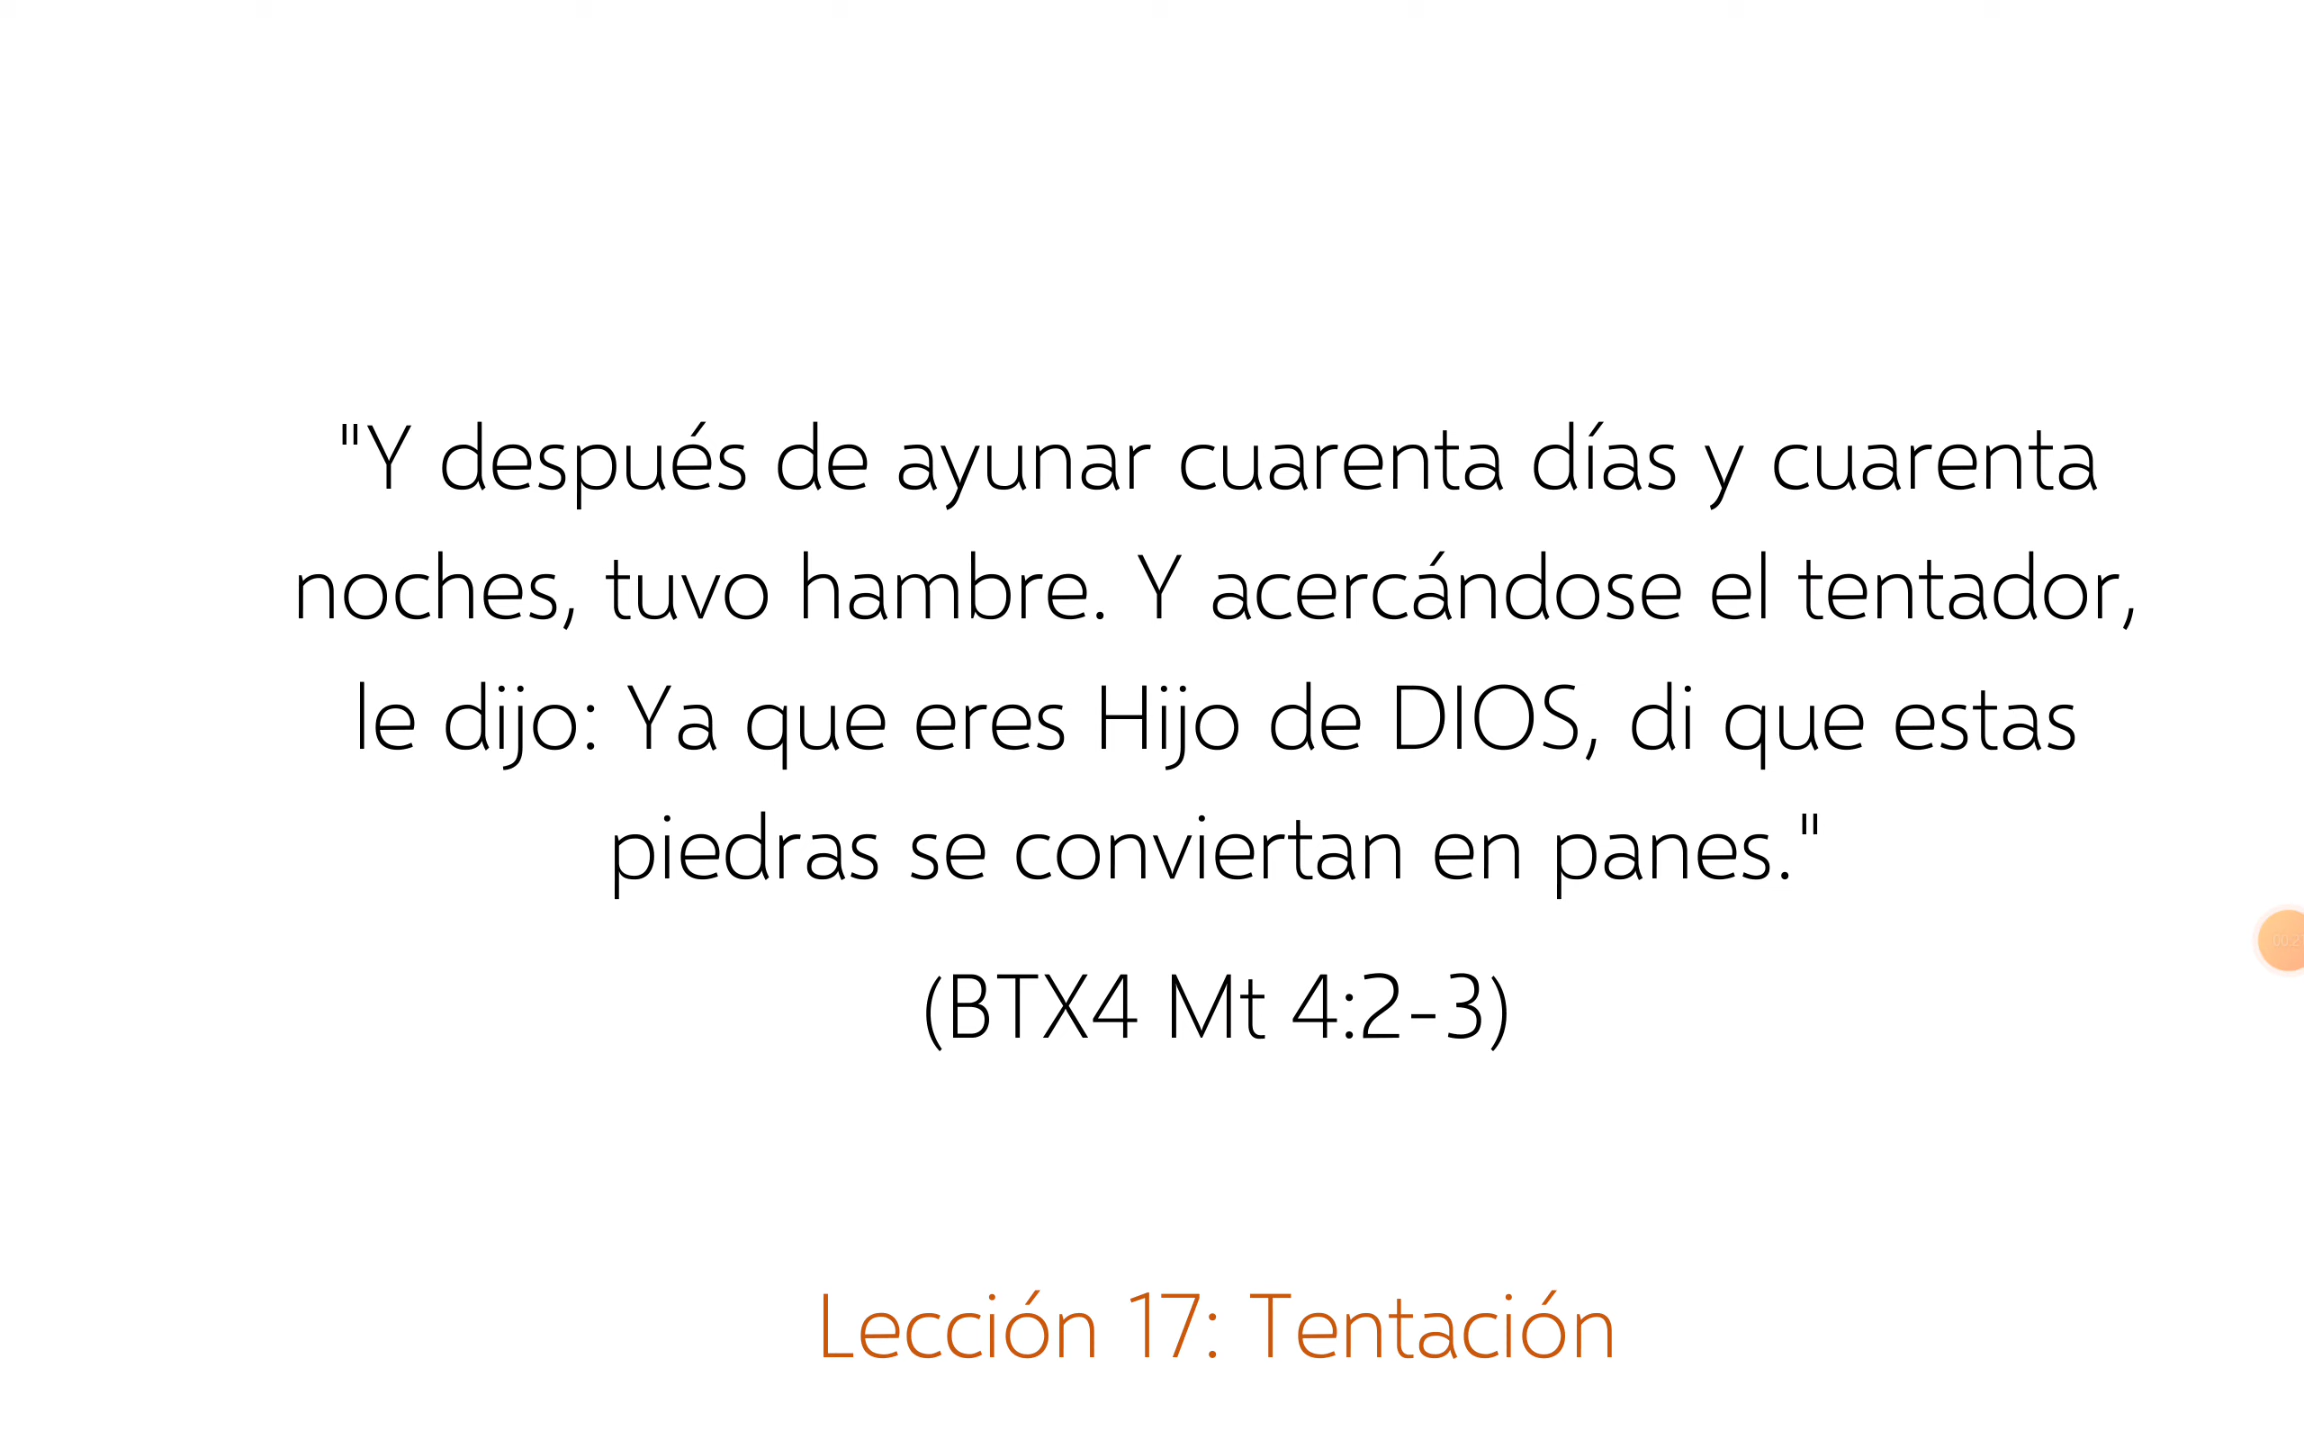 "Y después de ayunar cuarenta días y cuarenta
noches, tuvo hambre. Y acercándose el tentador,
le dijo: Ya que eres Hijo de DIOS, di que estas
piedras se conviertan en panes."
(BTX4 Mt 4:2-3)
Lección 17: Tentación